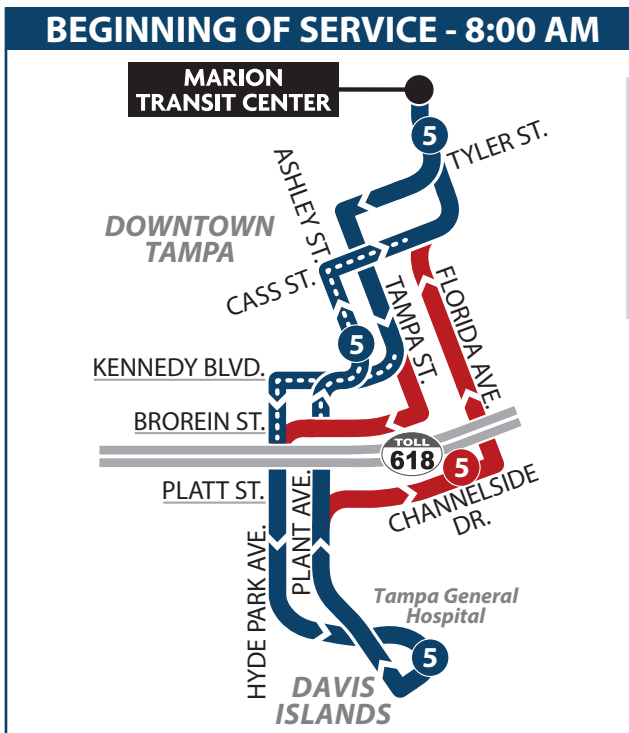 BEGINNING OF SERVICE - 8:00 AM
MARION
TRANSIT CENTER
5
TYLER ST.
ASHLEY ST.
DOWNTOWN
TAMPA
CASS ST.
TAMPA ST.
FLORIDA AVE.
5
KENNEDY BLVD.
BROREIN ST.
TOLL
618
5
PLATT ST.
CHANNELSIDE
DR.
HYDE PARK AVE.
PLANT AVE.
Tampa General
Hospital
5
DAVIS
ISLANDS